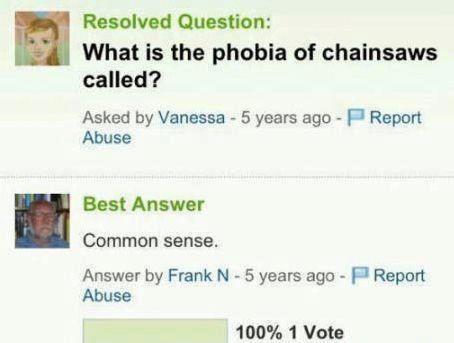 Resolved Question:
What is the phobia of chainsaws
called?
Asked by Vanessa - 5 years ago - Report
Abuse
Best Answer
Common sense.
Answer by Frank N - 5 years ago - Report
Abuse
100% 1 Vote